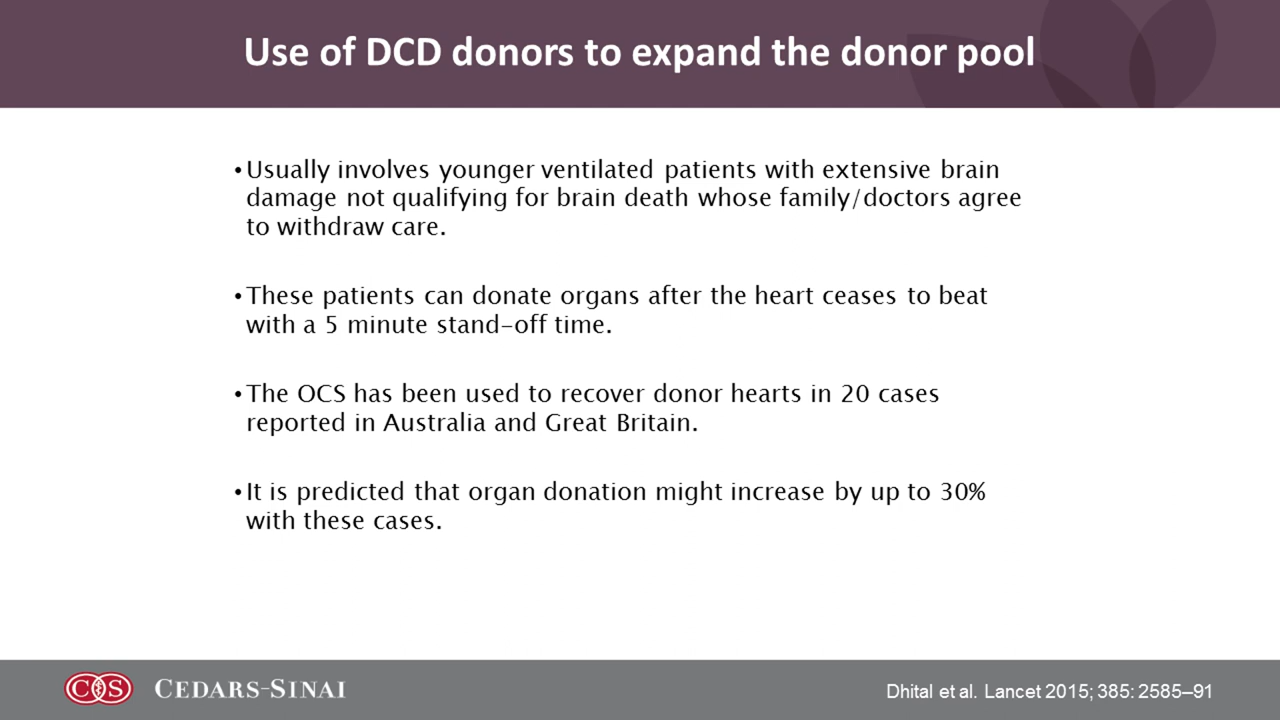 Use of DCD donors to expand the donor pool
•Usually involves younger ventilated patients with extensive brain
damage not qualifying for brain death whose family/doctors agree
to withdraw care.
•These patients can donate organs after the heart ceases to beat
with a 5 minute stand-off time.
•The OCS has been used to recover donor hearts in 20 cases
reported in Australia and Great Britain.
•It is predicted that organ donation might increase by up to 30%
with these cases.
CEDARS-SINAI
Dhital et al. Lancet 2015; 385: 2585–91